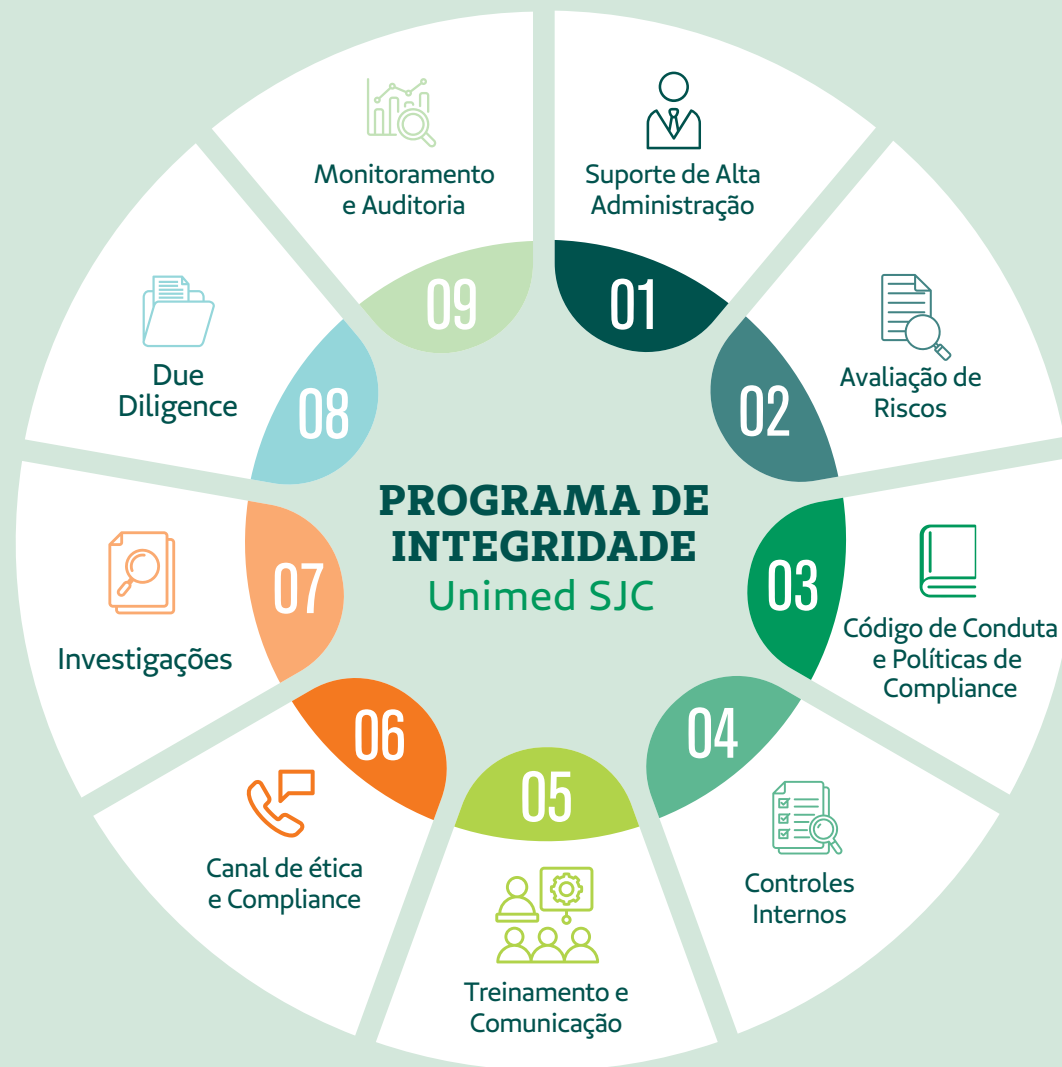 PROGRAMA DE
INTEGRIDADE
Unimed SJC
Suporte de Alta
Administração
01
Avaliação de
Riscos
02
Código de Conduta
e Políticas de
Compliance
03
Controles
Internos
04
Treinamento e
Comunicação
05
Canal de ética
e Compliance
06
Investigações
07
Due
Diligence
08
Monitoramento
e Auditoria
09